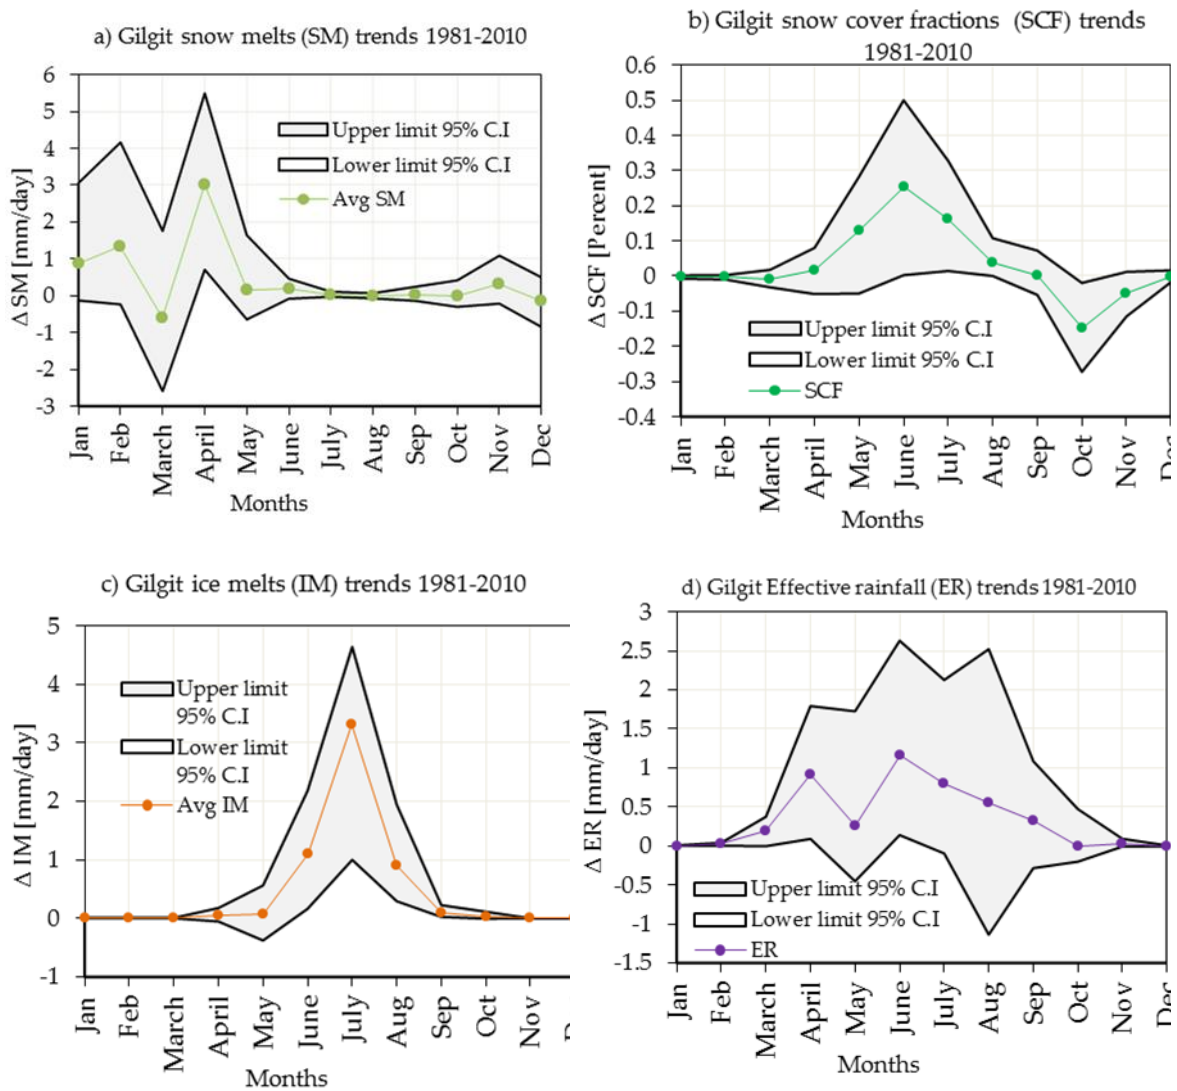 a) Gilgit snow melts (SM) trends 1981-2010
6
5
4
3
2
1
0
-1
-2
-3
Δ SM [mm/day]
Upper limit 95% C.I
Lower limit 95% C.I
Avg SM
Jan
Feb
March
April
May
June
July
Aug
Sep
Oct
Nov
Dec
Months
b) Gilgit snow cover fractions (SCF) trends
1981-2010
0.6
0.5
0.4
0.3
0.2
0.1
0
-0.1
-0.2
-0.3
-0.4
Δ SCF [Percent]
Upper limit 95% C.I
Lower limit 95% C.I
SCF
Jan
Feb
March
April
May
June
July
Aug
Sep
Oct
Nov
Dec
Months
c) Gilgit ice melts (IM) trends 1981-2010
5
4
3
2
1
0
-1
Δ IM [mm/day]
Upper limit
95% C.I
Lower limit
95% C.I
Avg IM
Jan
Feb
March
April
May
June
July
Aug
Sep
Oct
Nov
Months
d) Gilgit Effective rainfall (ER) trends 1981-2010
3
2.5
2
1.5
1
0.5
0
-0.5
-1
-1.5
Δ ER [mm/day]
Upper limit 95% C.I
Lower limit 95% C.I
ER
Jan
Feb
March
April
May
June
July
Aug
Sep
Oct
Nov
Dec
Months